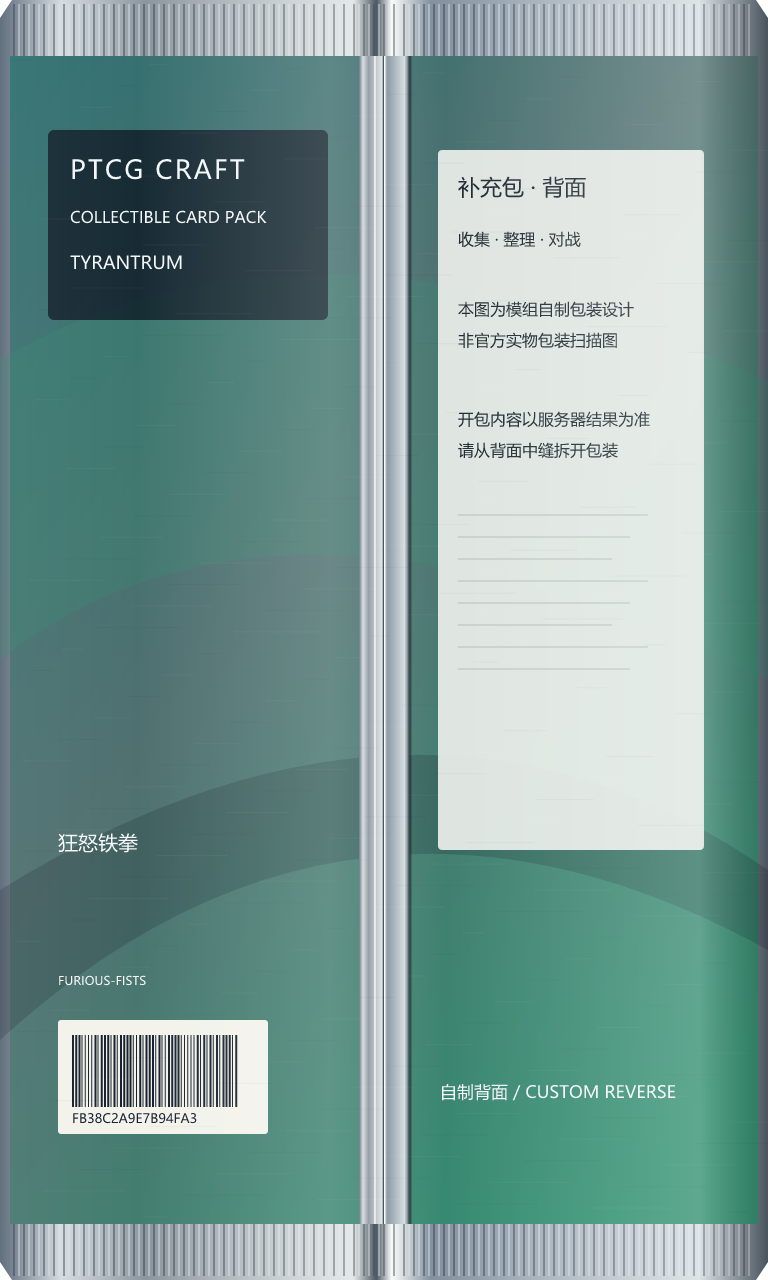 PTCG CRAFT
COLLECTIBLE CARD PACK
TYRANTRUM
狂怒铁拳
FURIOUS-FISTS
FB38C2A9E7B94FA3
补充包 · 背面
收集 · 整理 · 对战
本图为模组自制包装设计
非官方实物包装扫描图
开包内容以服务器结果为准
请从背面中缝拆开包装
自制背面 / CUSTOM REVERSE